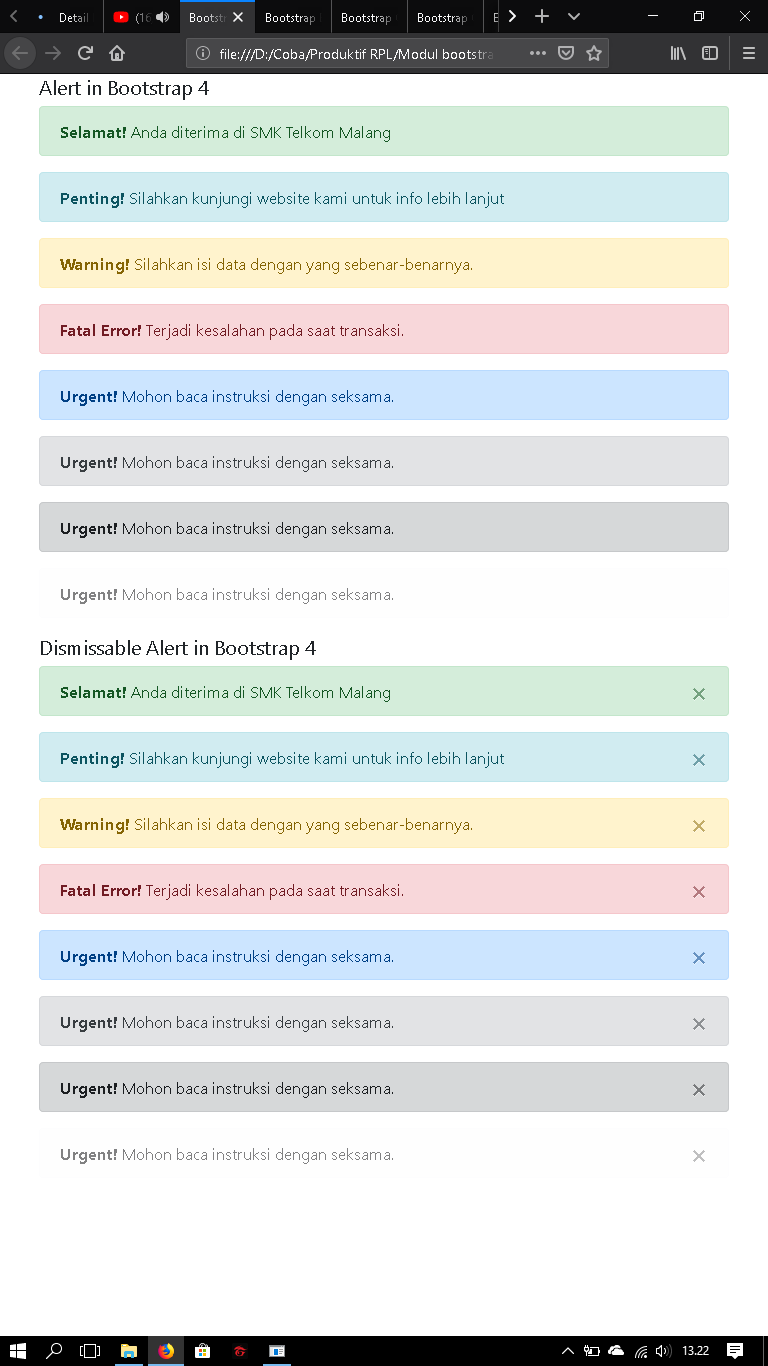 Detail
(16
Bootst
Bootstrap
Bootstrap
Bootstrap
file:///D:/Coba/Produktif RPL/Modul bootstra
Alert in Bootstrap 4
Selamat! Anda diterima di SMK Telkom Malang
Penting! Silahkan kunjungi website kami untuk info lebih lanjut
Warning! Silahkan isi data dengan yang sebenar-benarnya.
Fatal Error! Terjadi kesalahan pada saat transaksi.
Urgent! Mohon baca instruksi dengan seksama.
Urgent! Mohon baca instruksi dengan seksama.
Urgent! Mohon baca instruksi dengan seksama.
Urgent! Mohon baca instruksi dengan seksama.
Dismissable Alert in Bootstrap 4
Selamat! Anda diterima di SMK Telkom Malang
Penting! Silahkan kunjungi website kami untuk info lebih lanjut
Warning! Silahkan isi data dengan yang sebenar-benarnya.
Fatal Error! Terjadi kesalahan pada saat transaksi.
Urgent! Mohon baca instruksi dengan seksama.
Urgent! Mohon baca instruksi dengan seksama.
Urgent! Mohon baca instruksi dengan seksama.
Urgent! Mohon baca instruksi dengan seksama.
13.22